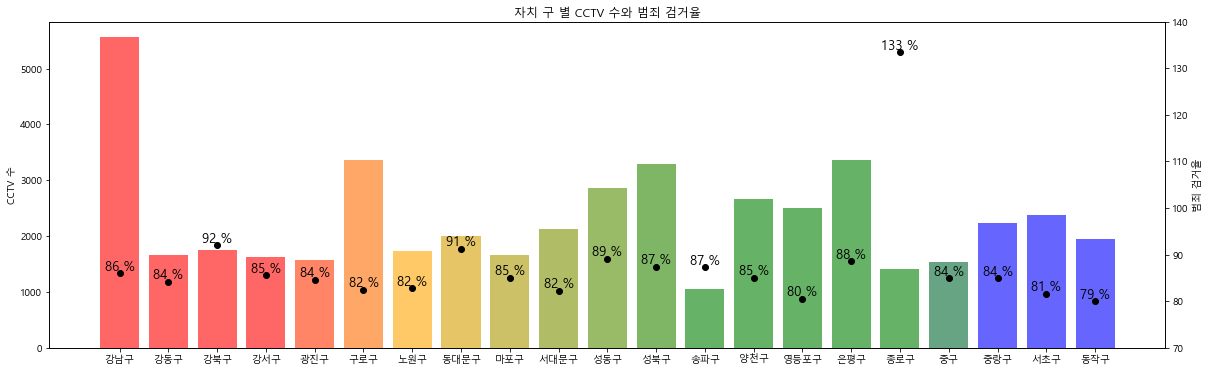 자치 구 별 CCTV 수와 범죄 검거율
CCTV 수
5000
4000
3000
2000
1000
0
86 %
84 %
92 %
85 %
84 %
82 %
82 %
91 %
85 %
82 %
89 %
87 %
87 %
85 %
80 %
88 %
133 %
84 %
84 %
81 %
79 %
강남구
강동구
강북구
강서구
광진구
구로구
노원구
동대문구
마포구
서대문구
성동구
성북구
송파구
양천구
영등포구
은평구
종로구
중구
중랑구
서초구
동작구
140
130
120
110
100
90
80
70
범죄 검거율